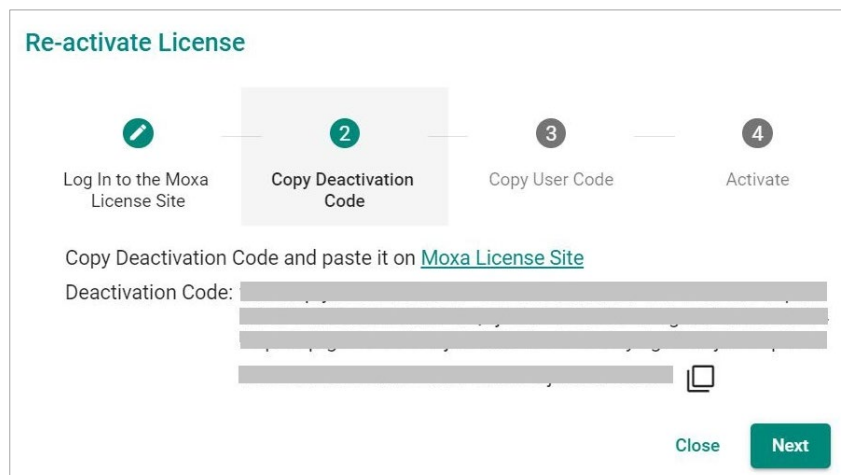 Re-activate License
2
3
4
Log In to the Moxa
License Site
Copy Deactivation
Code
Copy User Code
Activate
Copy Deactivation Code and paste it on Moxa License Site
Deactivation Code:
Close
Next